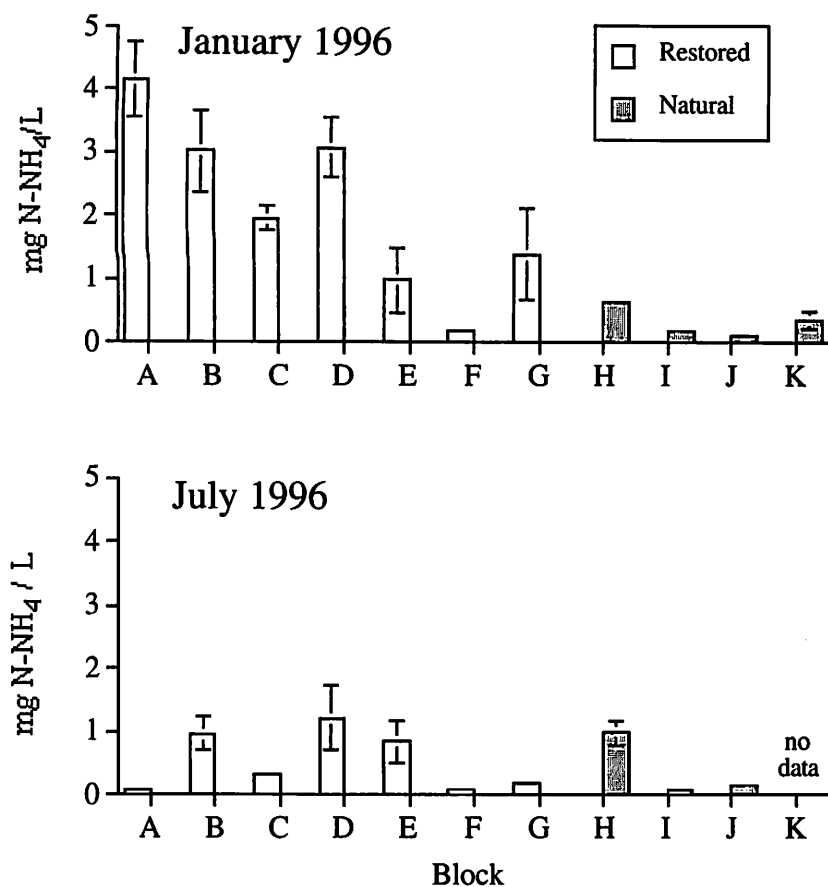 January 1996
Restored
Natural
mg N-NH4/L
5
4
3
2
1
0
A B C D E F G H I J K
July 1996
mg N-NH4 / L
5
4
3
2
1
0
no
data
A B C D E F G H I J K
Block